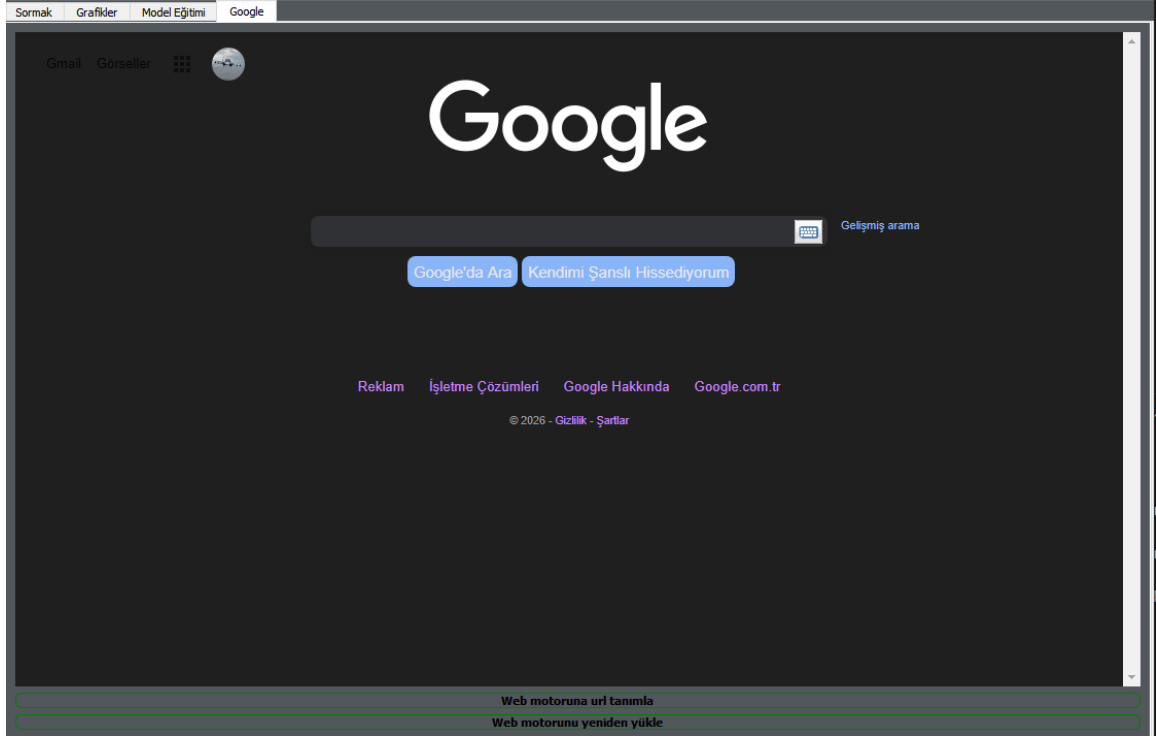 Sormak Grafikler Model Eğitimi Google
Gmail Görseller
Google
Gelişmiş arama
Google'da Ara Kendimi Şanslı Hissediyorum
Reklam İşletme Çözümleri Google Hakkında Google.com.tr
© 2026 - Gizlilik - Şartlar
Web motoruna url tanımla
Web motorunu yeniden yükle